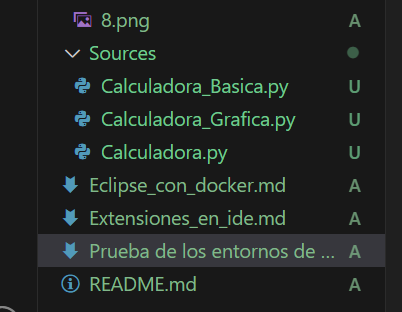 8.png A
Sources
Calculadora_Basica.py U
Calculadora_Grafica.py U
Calculadora.py U
Eclipse_con_docker.md A
Extensiones_en_ide.md A
Prueba de los entornos de ... A
README.md A